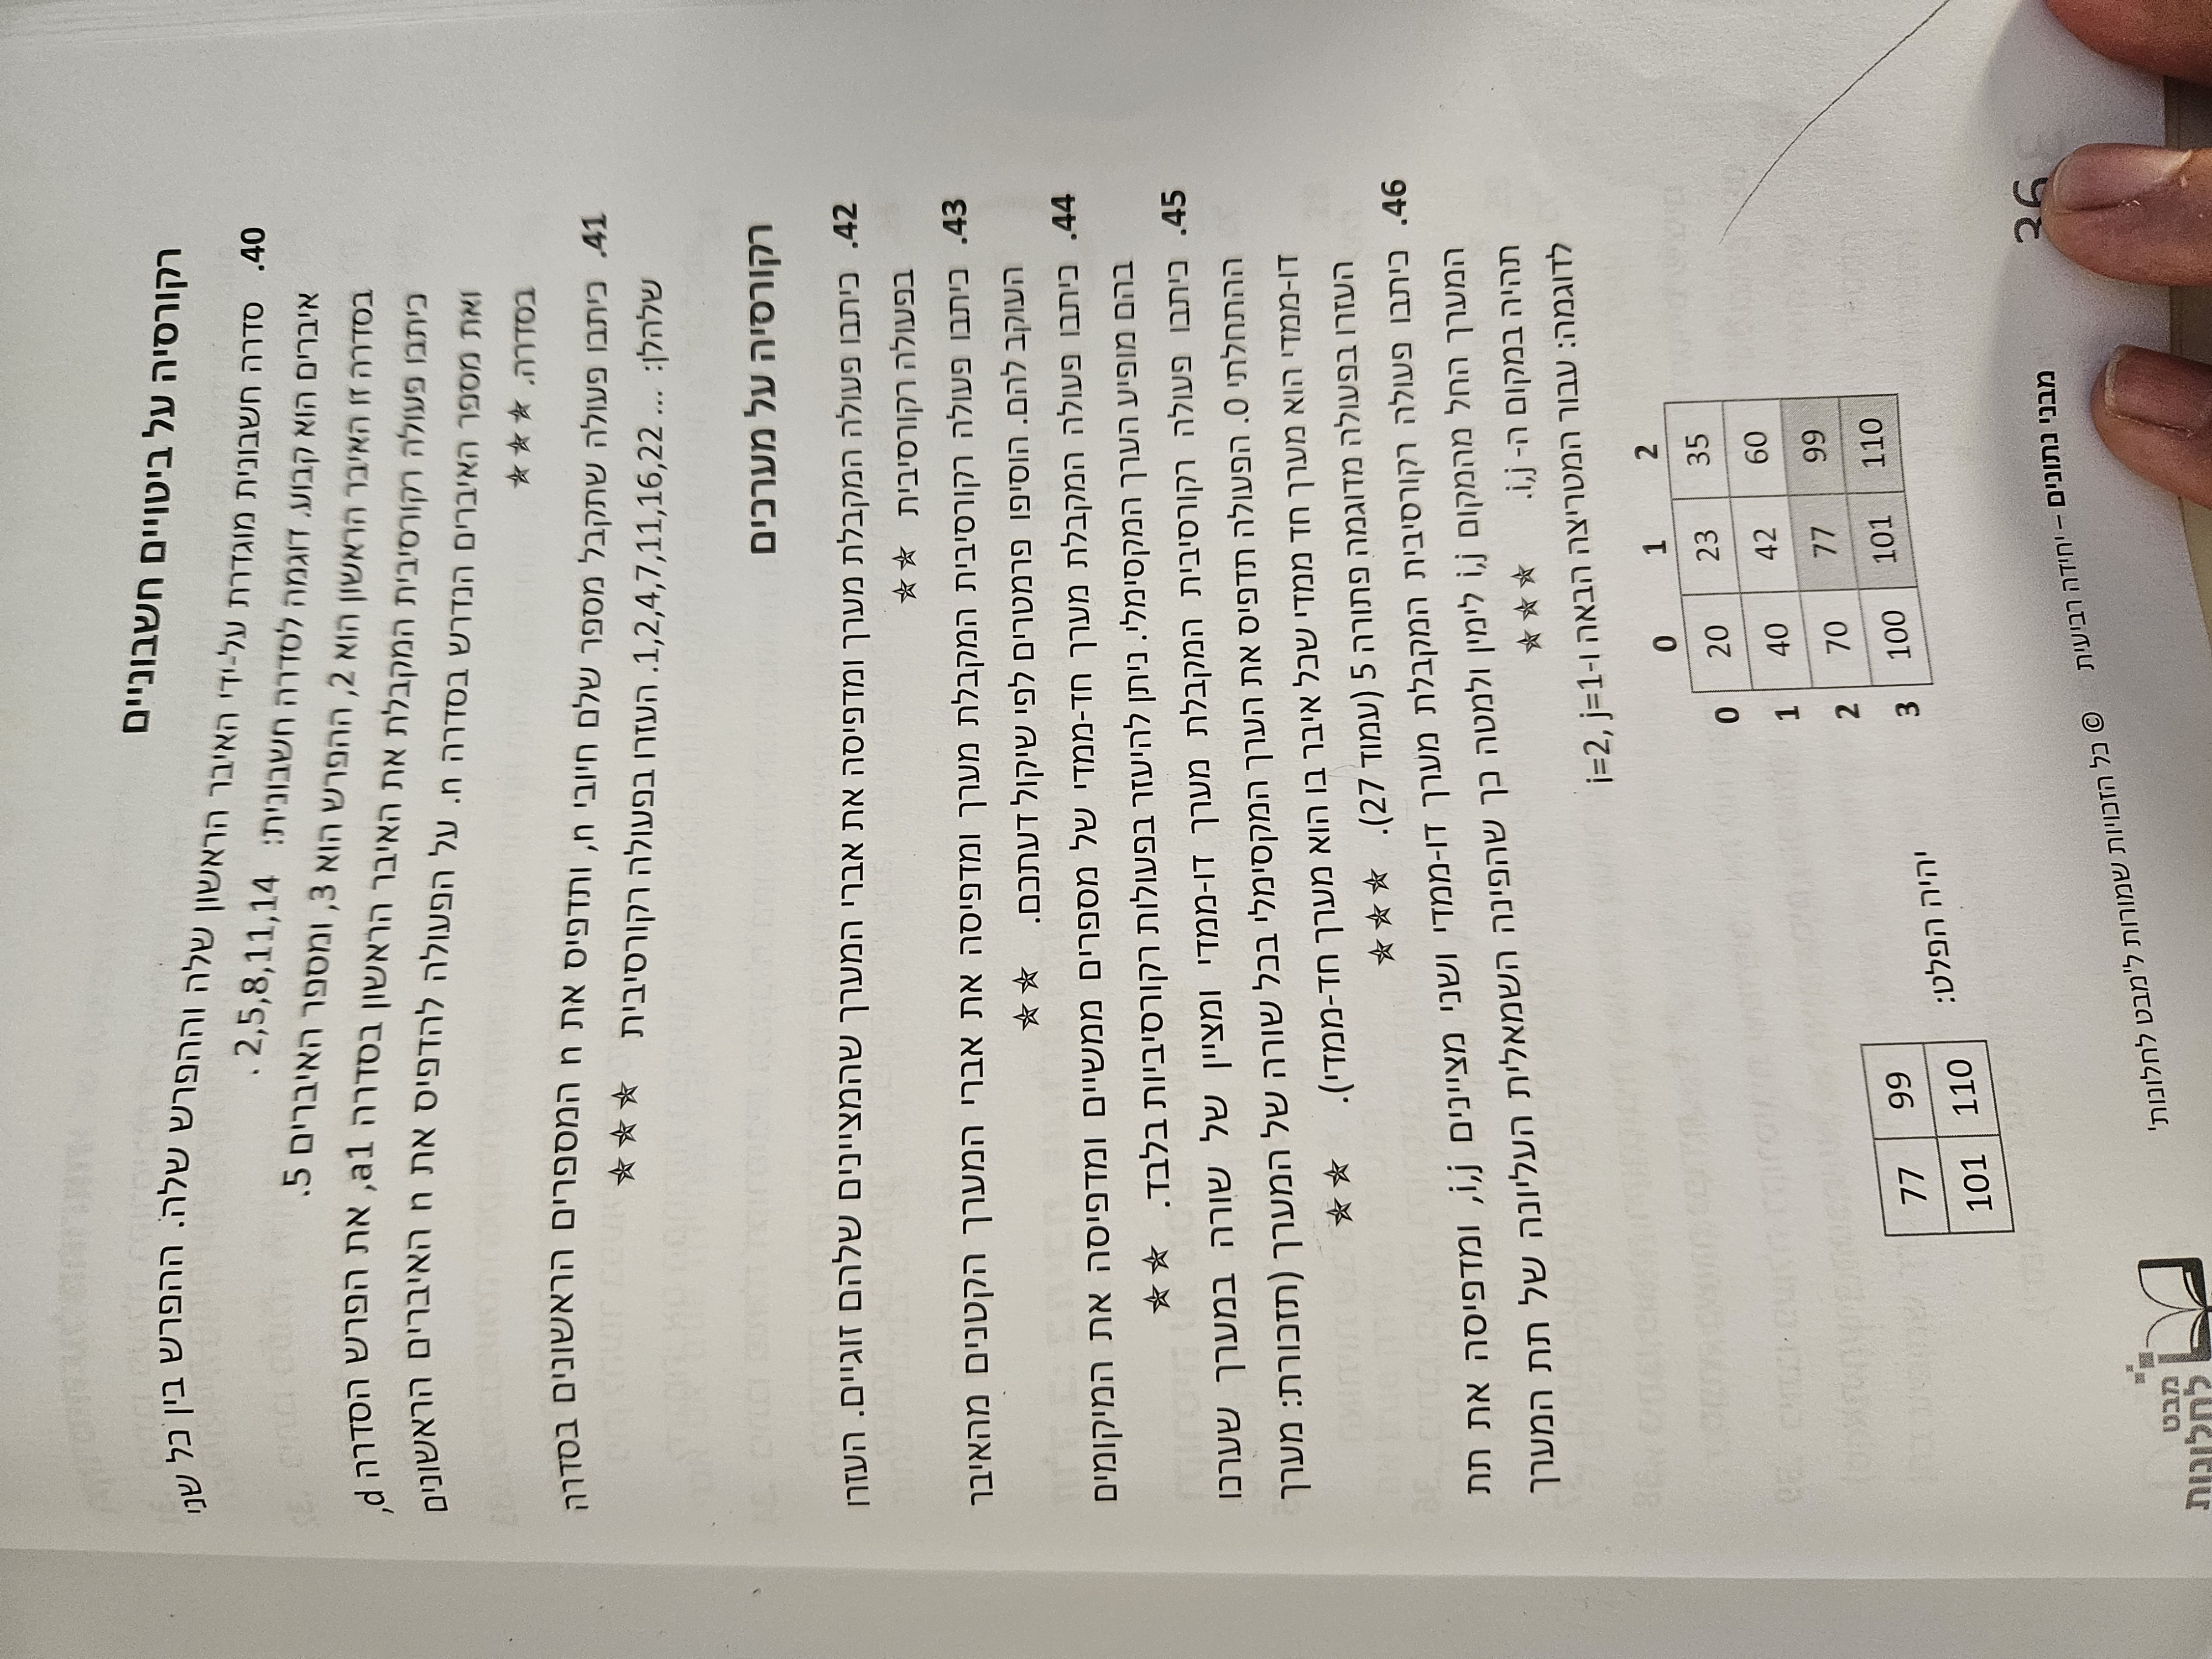 רקורסיה על ביטויים חשבוניים
40. סדרה חשבונית מוגדרת על-ידי האיבר הראשון שלה וההפרש שלה. ההפרש בין כל שני
איברים הוא קבוע. דוגמה לסדרה חשבונית: 2,5,8,11,14 .
בסדרה זו האיבר הראשון הוא 2, ההפרש הוא 3, ומספר האיברים 5.
כיתבו פעולה רקורסיבית המקבלת את האיבר הראשון בסדרה a1, את הפרש הסדרה d,
ואת מספר האיברים הנדרש בסדרה n. על הפעולה להדפיס את n האיברים הראשונים
בסדרה. ✯✯✯
41. כיתבו פעולה שתקבל מספר שלם חיובי n, ותדפיס את n המספרים הראשונים בסדרה
שלהלן: ... 1,2,4,7,11,16,22. העזרו בפעולה רקורסיבית ✯✯✯
רקורסיה על מערכים
42. כיתבו פעולה המקבלת מערך ומדפיסה את אברי המערך שהמציינים שלהם זוגיים. העזרו
בפעולה רקורסיבית ✯✯
43. כיתבו פעולה רקורסיבית המקבלת מערך ומדפיסה את אברי המערך הקטנים מהאיבר
העוקב להם. הוסיפו פרמטרים לפי שיקול דעתכם. ✯✯
44. כיתבו פעולה המקבלת מערך חד-ממדי של מספרים ממשיים ומדפיסה את המיקומים
בהם מופיע הערך המקסימלי. ניתן להיעזר בפעולות רקורסיביות בלבד. ✯✯
45. כיתבו פעולה רקורסיבית המקבלת מערך דו-ממדי ומציין של שורה במערך שערכו
ההתחלתי 0. הפעולה תדפיס את הערך המקסימלי בכל שורה של המערך (תזכורת: מערך
דו-ממדי הוא מערך חד ממדי שכל איבר בו הוא מערך חד-ממדי). ✯✯
העזרו בפעולה מדוגמה פתורה 5 (עמוד 27). ✯✯✯
46. כיתבו פעולה רקורסיבית המקבלת מערך דו-ממדי ושני מציינים i,j, ומדפיסה את תת
המערך החל מהמקום i,j לימין ולמטה כך שהפינה השמאלית העליונה של תת המערך
תהיה במקום ה- i,j. ✯✯✯
לדוגמה: עבור המטריצה הבאה ו-i=2, j=1
0 1 2
0 20 23 35
1 40 42 60
2 70 77 99
3 100 101 110
יהיה הפלט:
77 99
101 110
36
מבני נתונים – יחידה רביעית © כל הזכויות שמורות ל'מבט לחלונות'
מבט
לחלונות